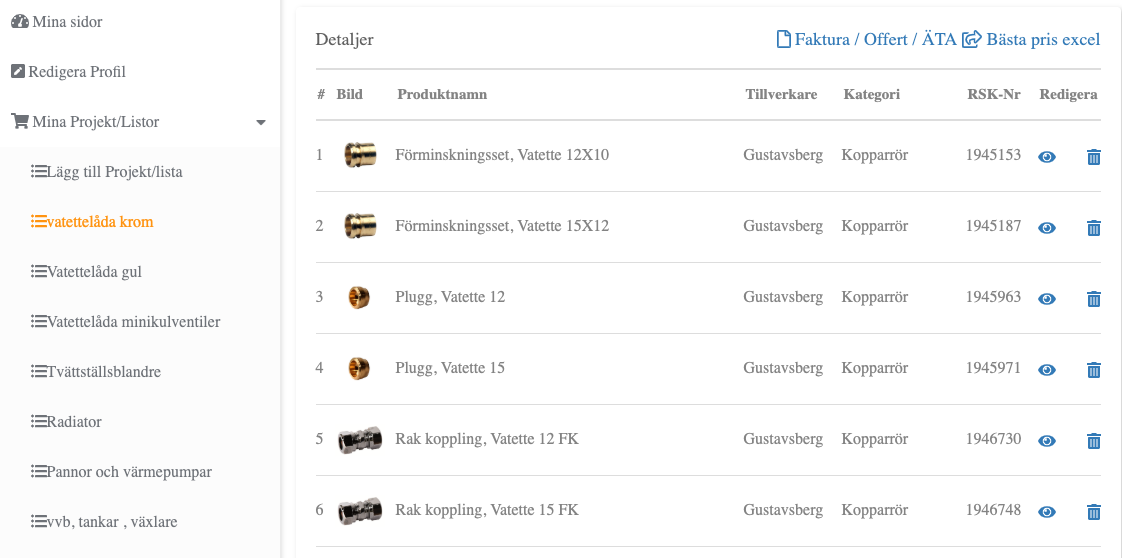 Mina sidor
Redigera Profil
Mina Projekt/Listor
Lägg till Projekt/lista
vatettelåda krom
Vatettelåda gul
Vatettelåda minikulventiler
Tvättställsblandre
Radiator
Pannor och värmepumpar
vvb, tankar , växlare
Detaljer Faktura / Offert / ÄTA Bästa pris excel
# Bild Produktnamn Tillverkare Kategori RSK-Nr Redigera
1 Förminskningsset, Vatette 12X10 Gustavsberg Kopparrör 1945153
2 Förminskningsset, Vatette 15X12 Gustavsberg Kopparrör 1945187
3 Plugg, Vatette 12 Gustavsberg Kopparrör 1945963
4 Plugg, Vatette 15 Gustavsberg Kopparrör 1945971
5 Rak koppling, Vatette 12 FK Gustavsberg Kopparrör 1946730
6 Rak koppling, Vatette 15 FK Gustavsberg Kopparrör 1946748